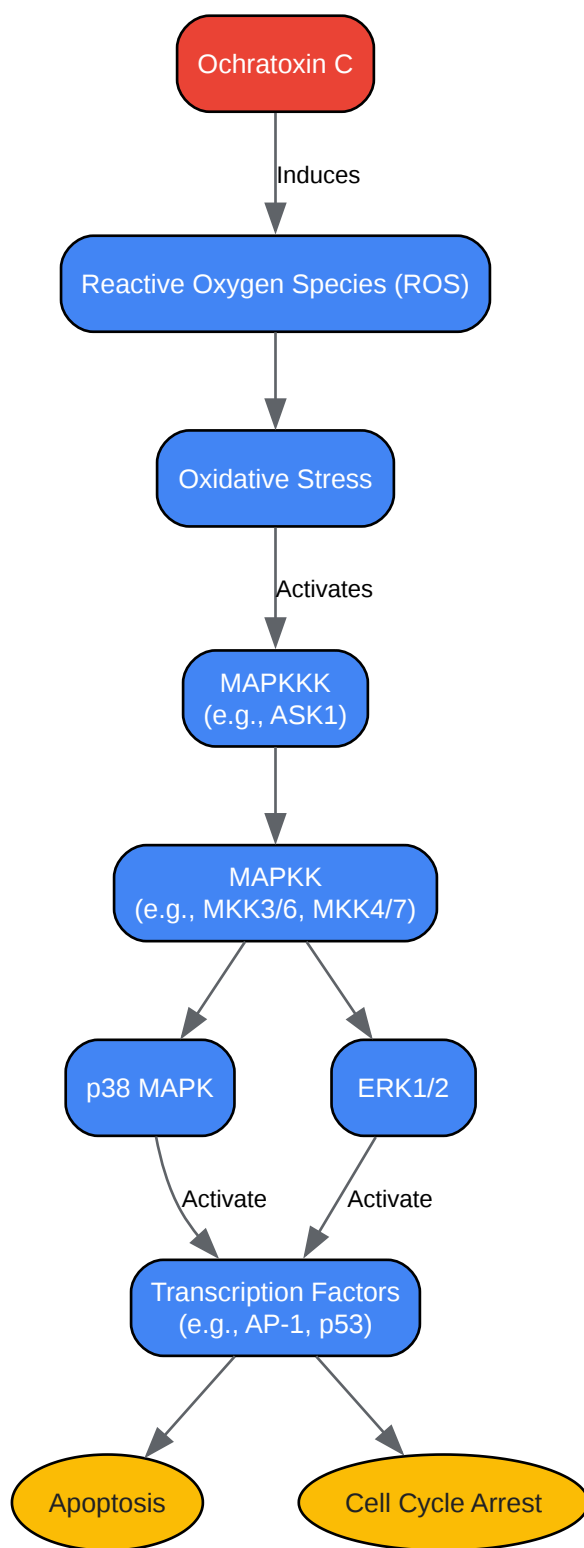 Ochratoxin C
Induces
Reactive Oxygen Species (ROS)
Oxidative Stress
Activates
MAPKKK
(e.g., ASK1)
MAPKK
(e.g., MKK3/6, MKK4/7)
p38 MAPK
ERK1/2
Activate
Activate
Transcription Factors
(e.g., AP-1, p53)
Apoptosis
Cell Cycle Arrest